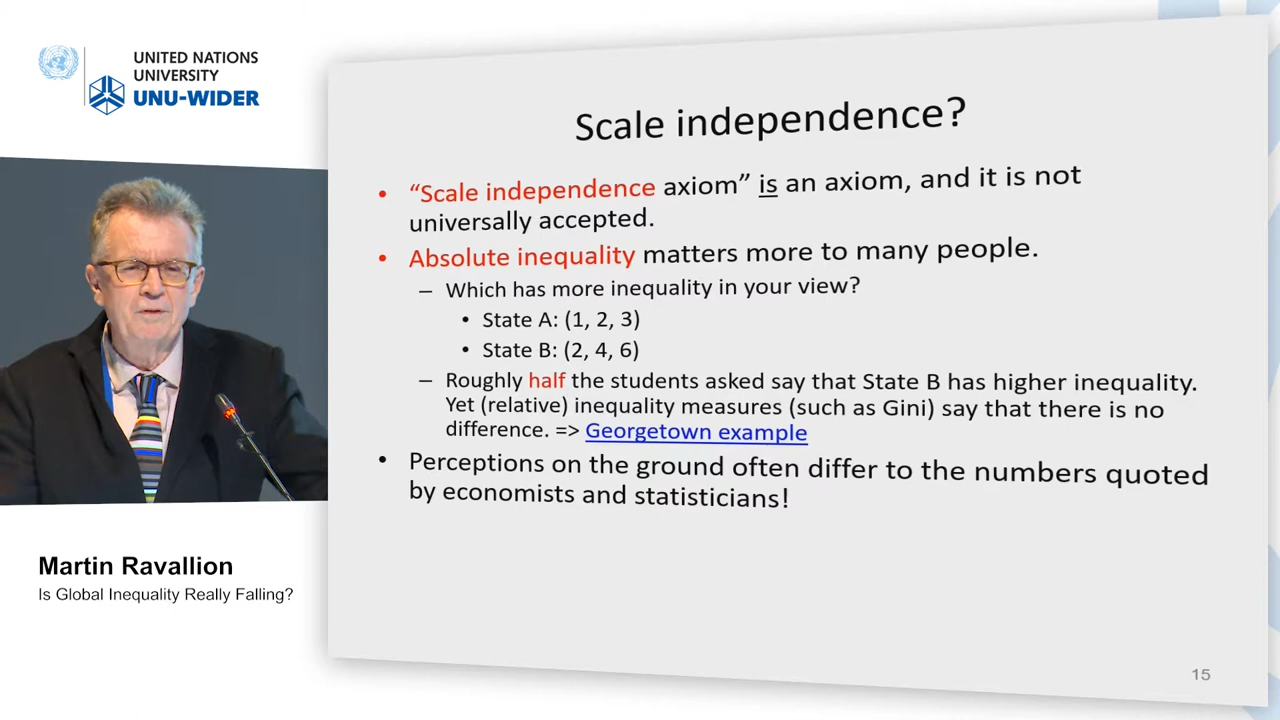 UNITED NATIONS
UNIVERSITY
UNU-WIDER
Scale independence?
• “Scale independence axiom” is an axiom, and it is not
universally accepted.
• Absolute inequality matters more to many people.
– Which has more inequality in your view?
• State A: (1, 2, 3)
• State B: (2, 4, 6)
– Roughly half the students asked say that State B has higher inequality.
Yet (relative) inequality measures (such as Gini) say that there is no
difference. => Georgetown example
• Perceptions on the ground often differ to the numbers quoted
by economists and statisticians!
15
Martin Ravallion
Is Global Inequality Really Falling?